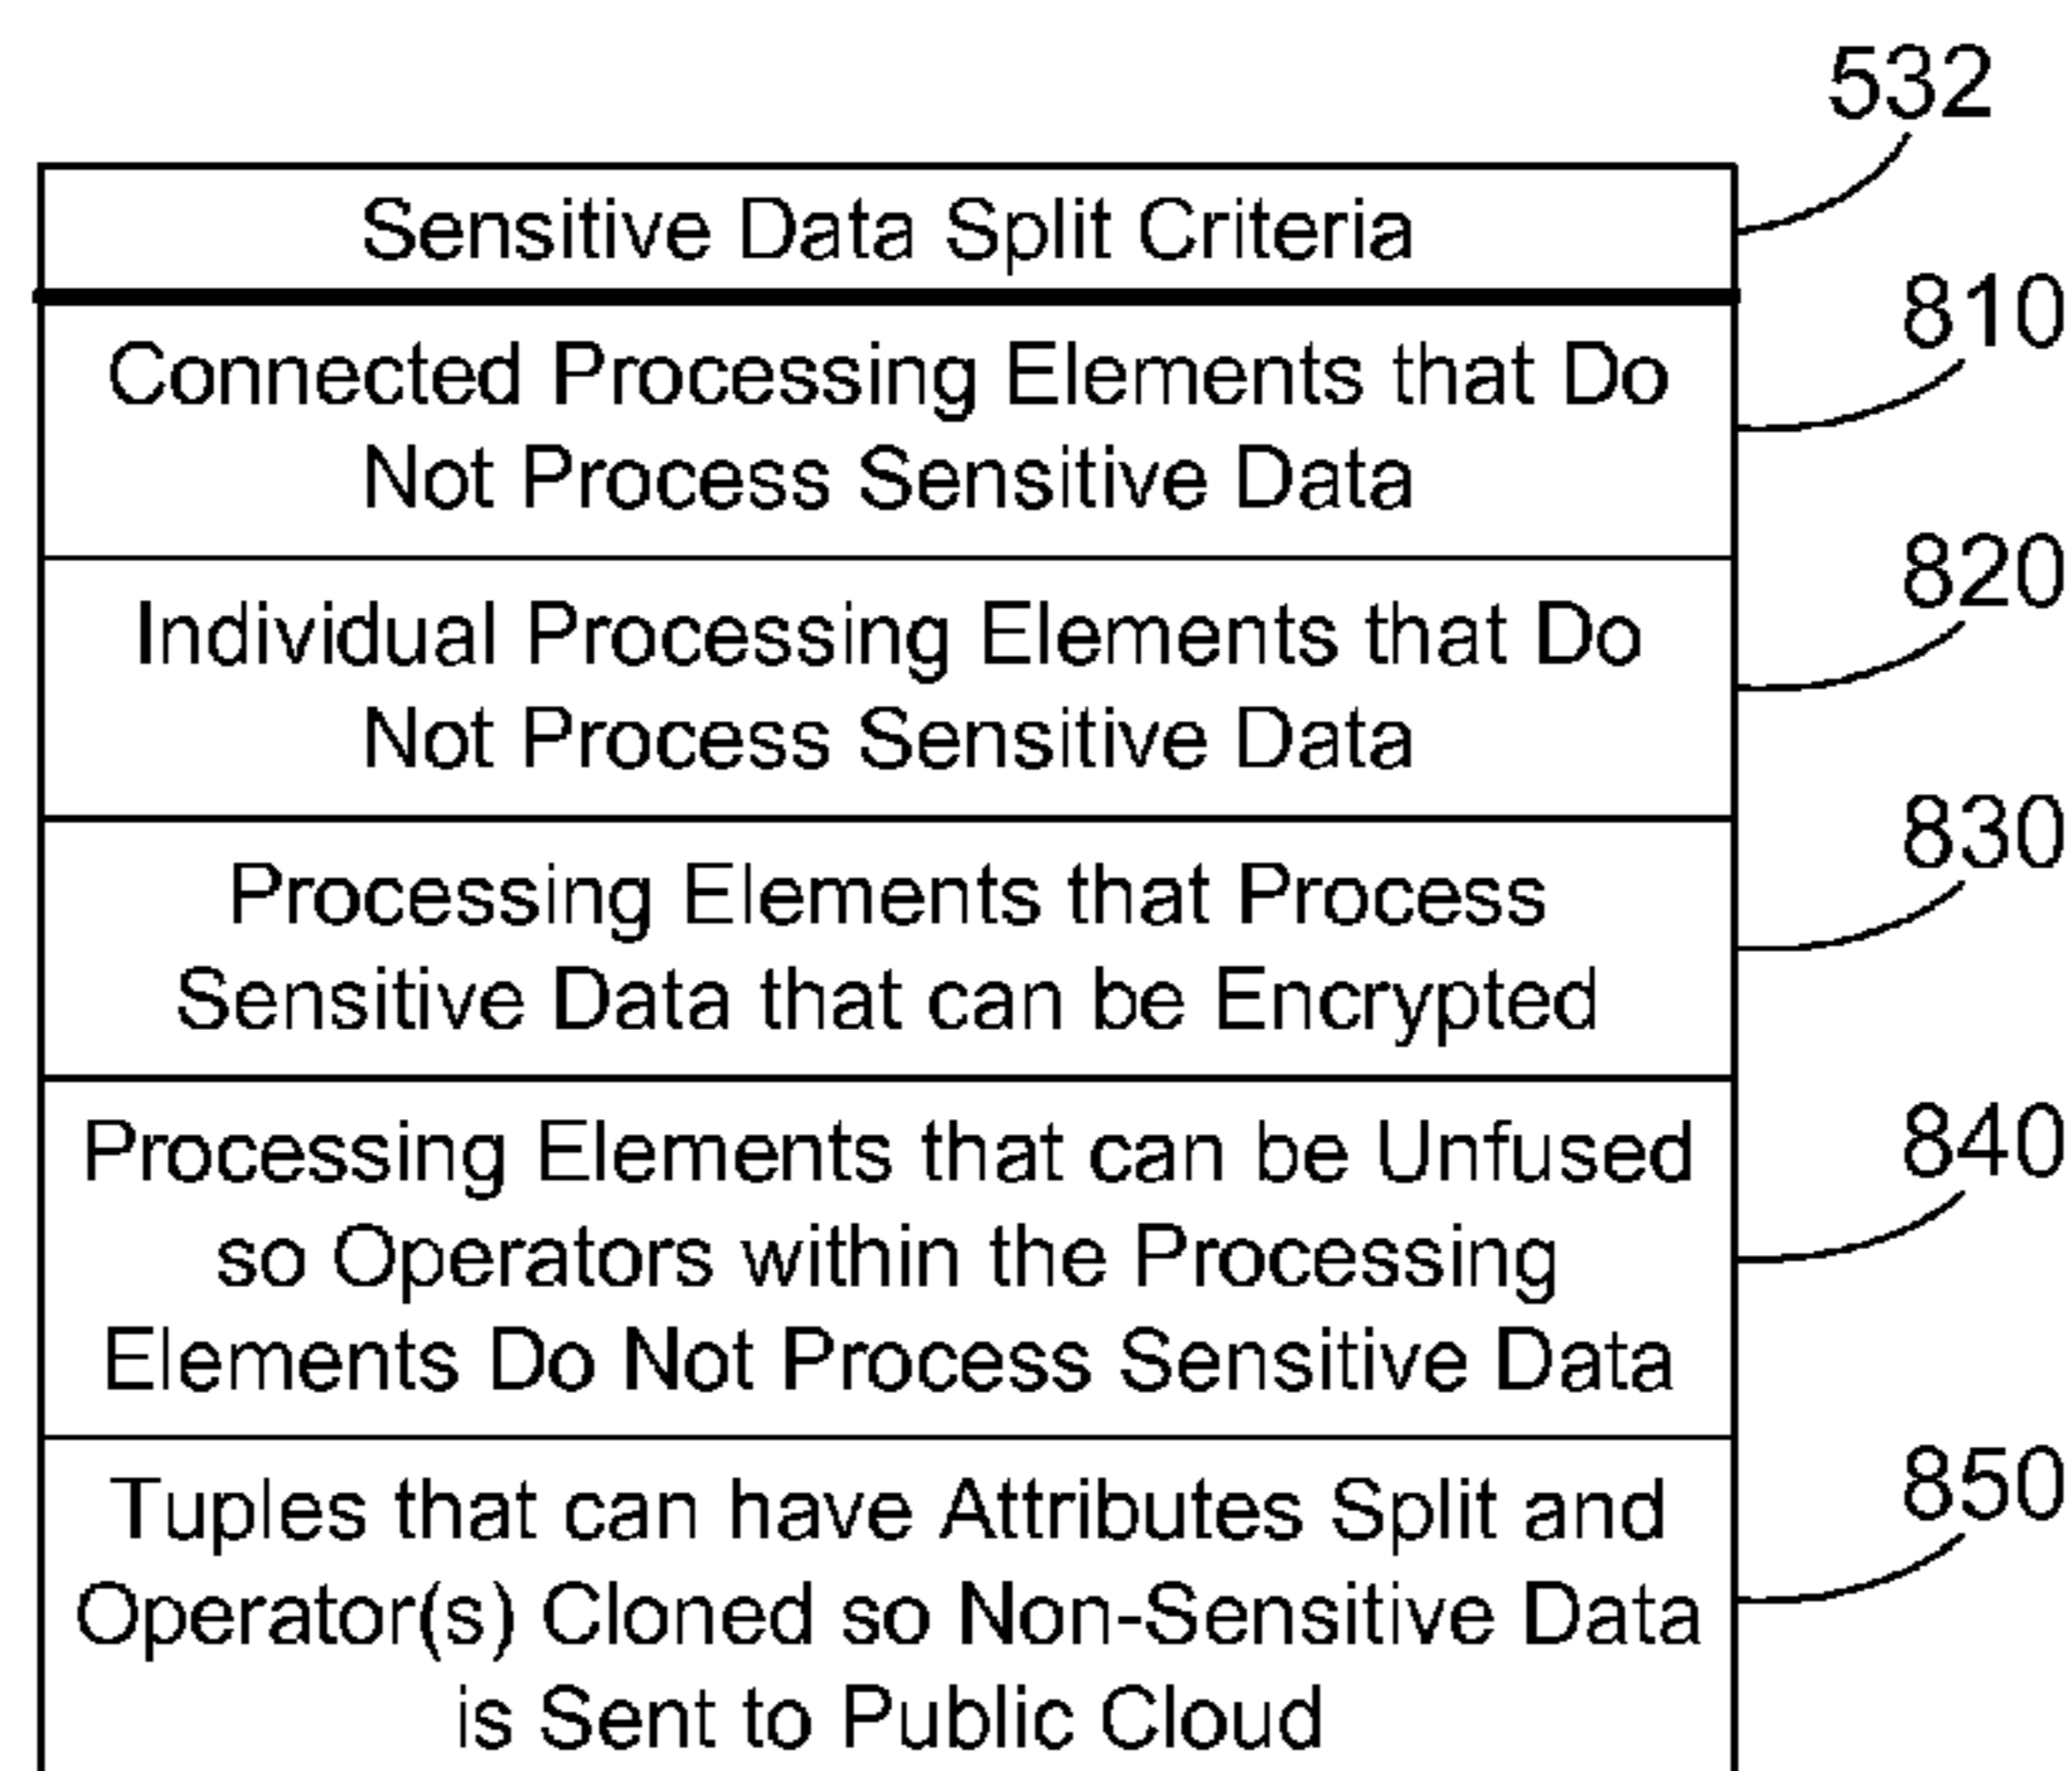 532
Sensitive Data Split Criteria
810
Connected Processing Elements that Do
Not Process Sensitive Data
820
Individual Processing Elements that Do
Not Process Sensitive Data
830
Processing Elements that Process
Sensitive Data that can be Encrypted
840
Processing Elements that can be Unfused
so Operators within the Processing
Elements Do Not Process Sensitive Data
850
Tuples that can have Attributes Split and
Operator(s) Cloned so Non-Sensitive Data
is Sent to Public Cloud